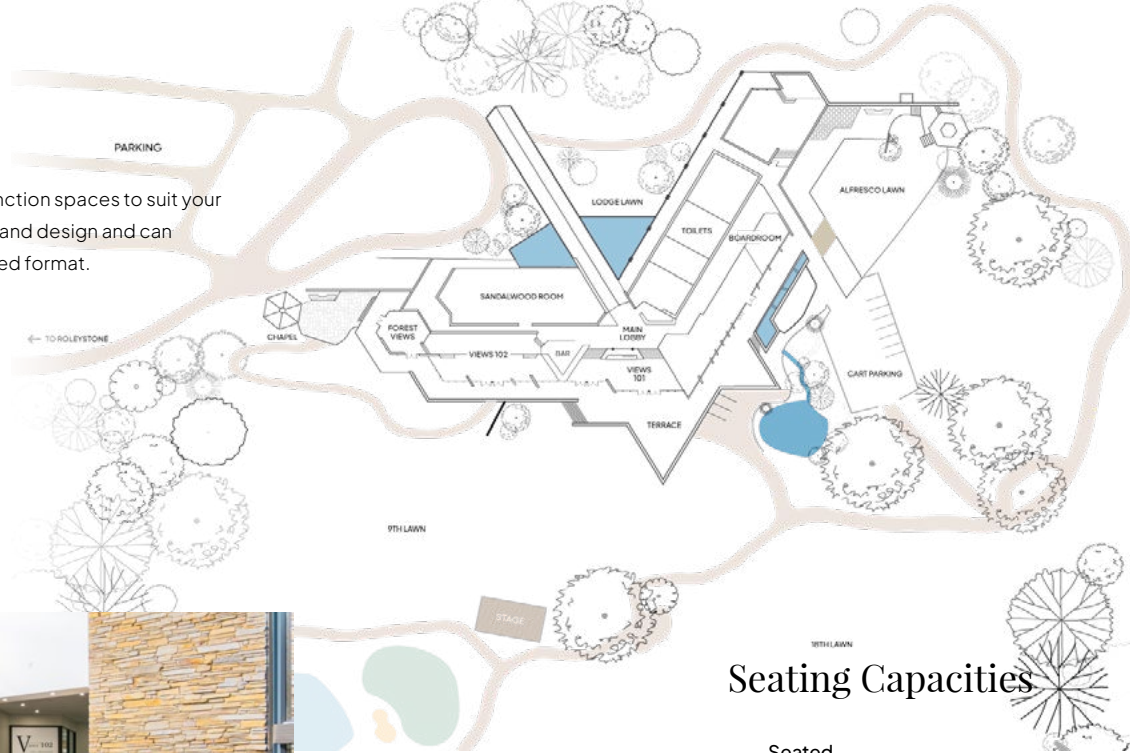 PARKING
nction spaces to suit your
and design and can
ed format.
LODGE LAWN
ALFRESCO LAWN
TOILETS
BOARDROOM
SANDALWOOD ROOM
CHAPEL
← TO ROLEYSTONE
FOREST
VIEWS
VIEWS 102
BAR
MAIN
LOBBY
VIEWS
101
CART PARKING
TERRACE
9TH LAWN
STAGE
18TH LAWN
Seating Capacities
Seated
VIEWS 102